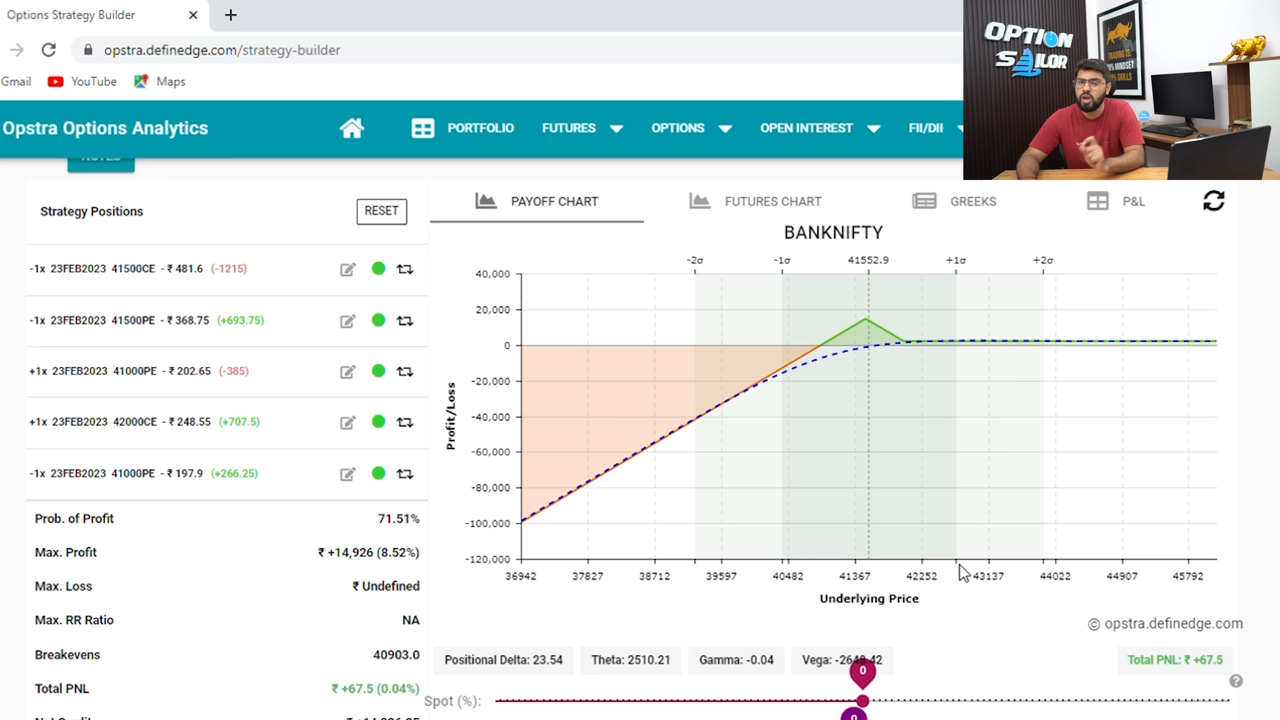 Options Strategy Builder
opstra.definedge.com/strategy-builder
Gmail YouTube Maps
OPTION
SAILOR
TRADING IS
Opstra Options Analytics PORTFOLIO FUTURES OPTIONS OPEN INTEREST FII/DII
NOTES
Strategy Positions RESET
-1x 23FEB2023 41500CE - ₹ 481.6 (-1215)
-1x 23FEB2023 41500PE - ₹ 368.75 (+693.75)
+1x 23FEB2023 41000PE - ₹ 202.65 (-385)
+1x 23FEB2023 42000CE - ₹ 248.55 (+707.5)
-1x 23FEB2023 41000PE - ₹ 197.9 (+266.25)
Prob. of Profit 71.51%
Max. Profit ₹ +14,926 (8.52%)
Max. Loss ₹ Undefined
Max. RR Ratio NA
Breakevens 40903.0
Total PNL ₹ +67.5 (0.04%)
PAYOFF CHART FUTURES CHART GREEKS P&L
BANKNIFTY
-2σ -1σ 41552.9 +1σ +2σ
40,000
20,000
0
-20,000
-40,000
-60,000
-80,000
-100,000
-120,000
Profit/Loss
36942 37827 38712 39597 40482 41367 42252 43137 44022 44907 45792
Underlying Price
© opstra.definedge.com
Positional Delta: 23.54 Theta: 2510.21 Gamma: -0.04 Vega: -2648.42 Total PNL: ₹ +67.5
0
Spot (%):
0